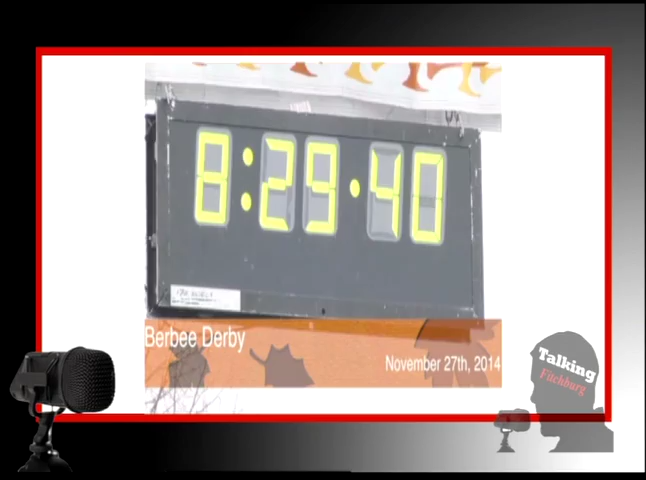 8:29.40
Berbee Derby
November 27th, 2014
Talking
Fitchburg